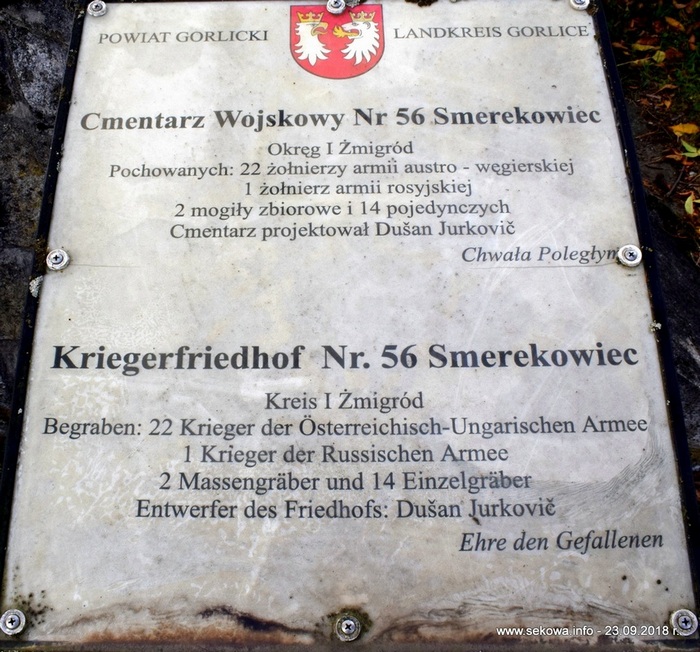 POWIAT GORLICKI
LANDKREIS GORLICE
Cmentarz Wojskowy Nr 56 Smerekowiec
Okręg I Żmigród
Pochowanych: 22 żołnierzy armii austro - węgierskiej
1 żołnierz armii rosyjskiej
2 mogiły zbiorowe i 14 pojedynczych
Cmentarz projektował Dušan Jurkovič
Chwała Poległym
Kriegerfriedhof Nr. 56 Smerekowiec
Kreis I Żmigród
Begraben: 22 Krieger der Österreichisch-Ungarischen Armee
1 Krieger der Russischen Armee
2 Massengräber und 14 Einzelgräber
Entwerfer des Friedhofs: Dušan Jurkovič
Ehre den Gefallenen
www.sekowa.info - 23.09.2018 r.